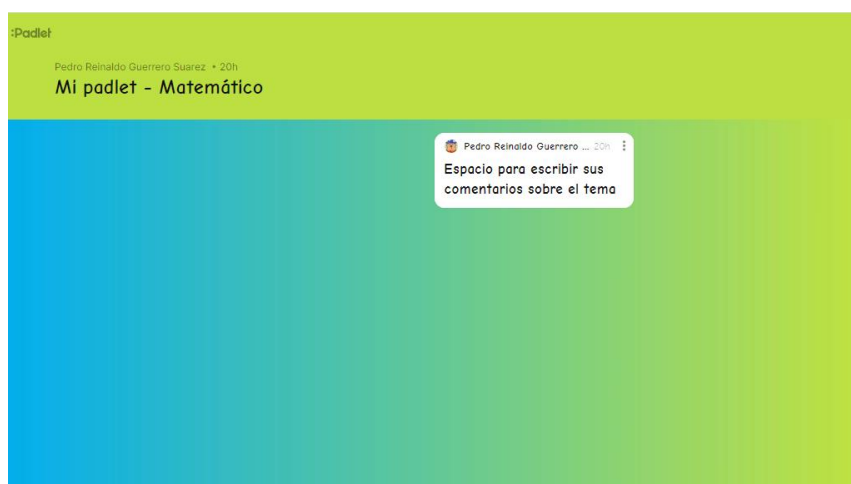 :Padlet
Pedro Reinaldo Guerrero Suarez • 20h
Mi padlet - Matemático
Pedro Reinaldo Guerrero ... 20h
Espacio para escribir sus
comentarios sobre el tema